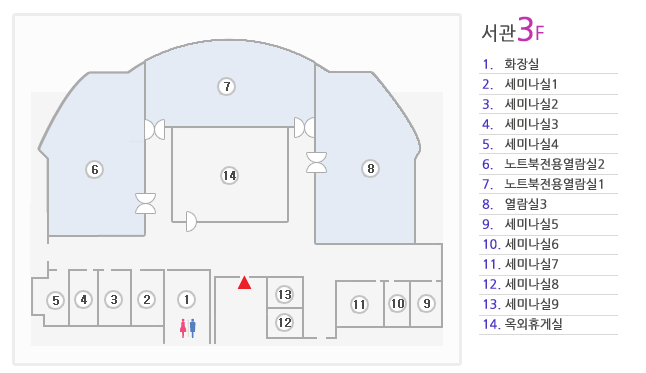 서관3F
1. 화장실
2. 세미나실1
3. 세미나실2
4. 세미나실3
5. 세미나실4
6. 노트북전용열람실2
7. 노트북전용열람실1
8. 열람실3
9. 세미나실5
10. 세미나실6
11. 세미나실7
12. 세미나실8
13. 세미나실9
14. 옥외휴게실
7
6
14
8
5
4
3
2
1
13
12
11
10
9